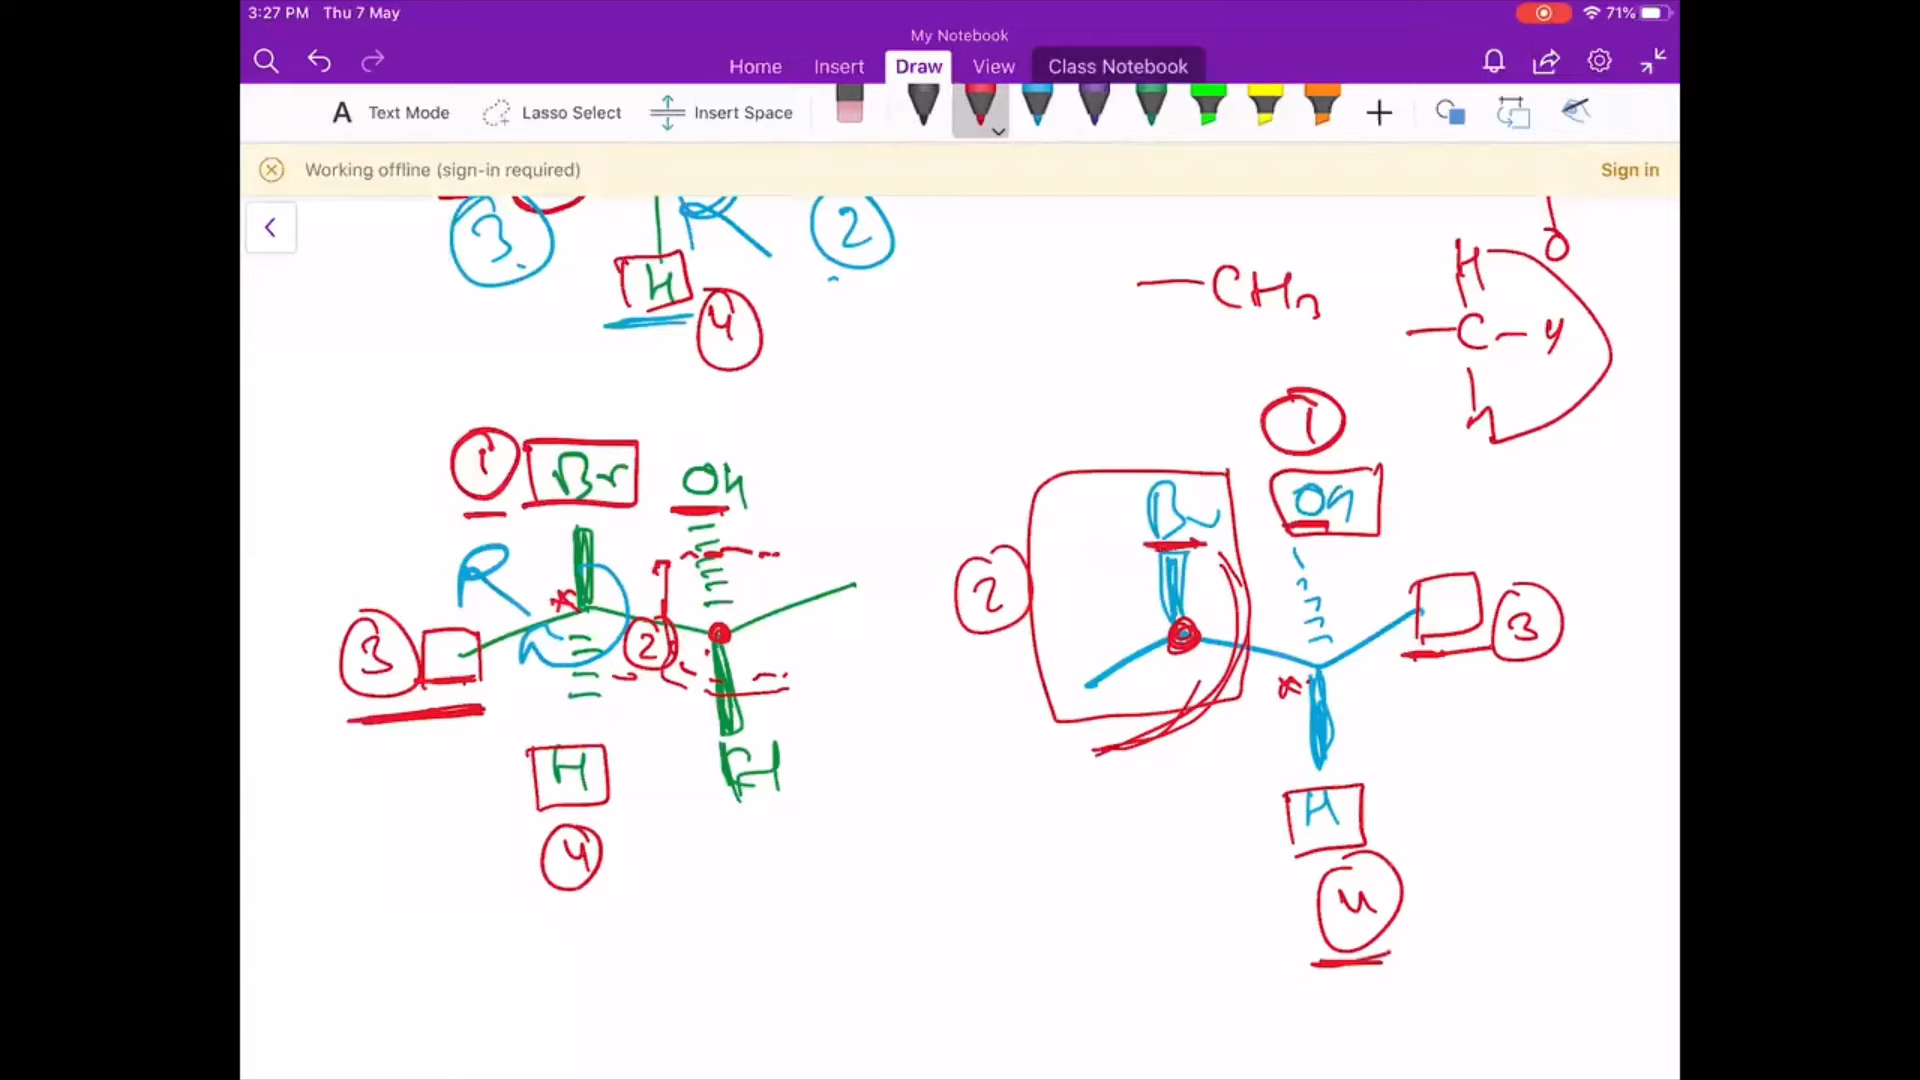 3:27 PM Thu 7 May
71%
My Notebook
Home Insert Draw View Class Notebook
A Text Mode Lasso Select Insert Space
Working offline (sign-in required) Sign in
3 R 2
H
4
H
—CH3
—C—H
1
1 Br OH
Br OH
R
2
3 2
3
H H
H
4
4